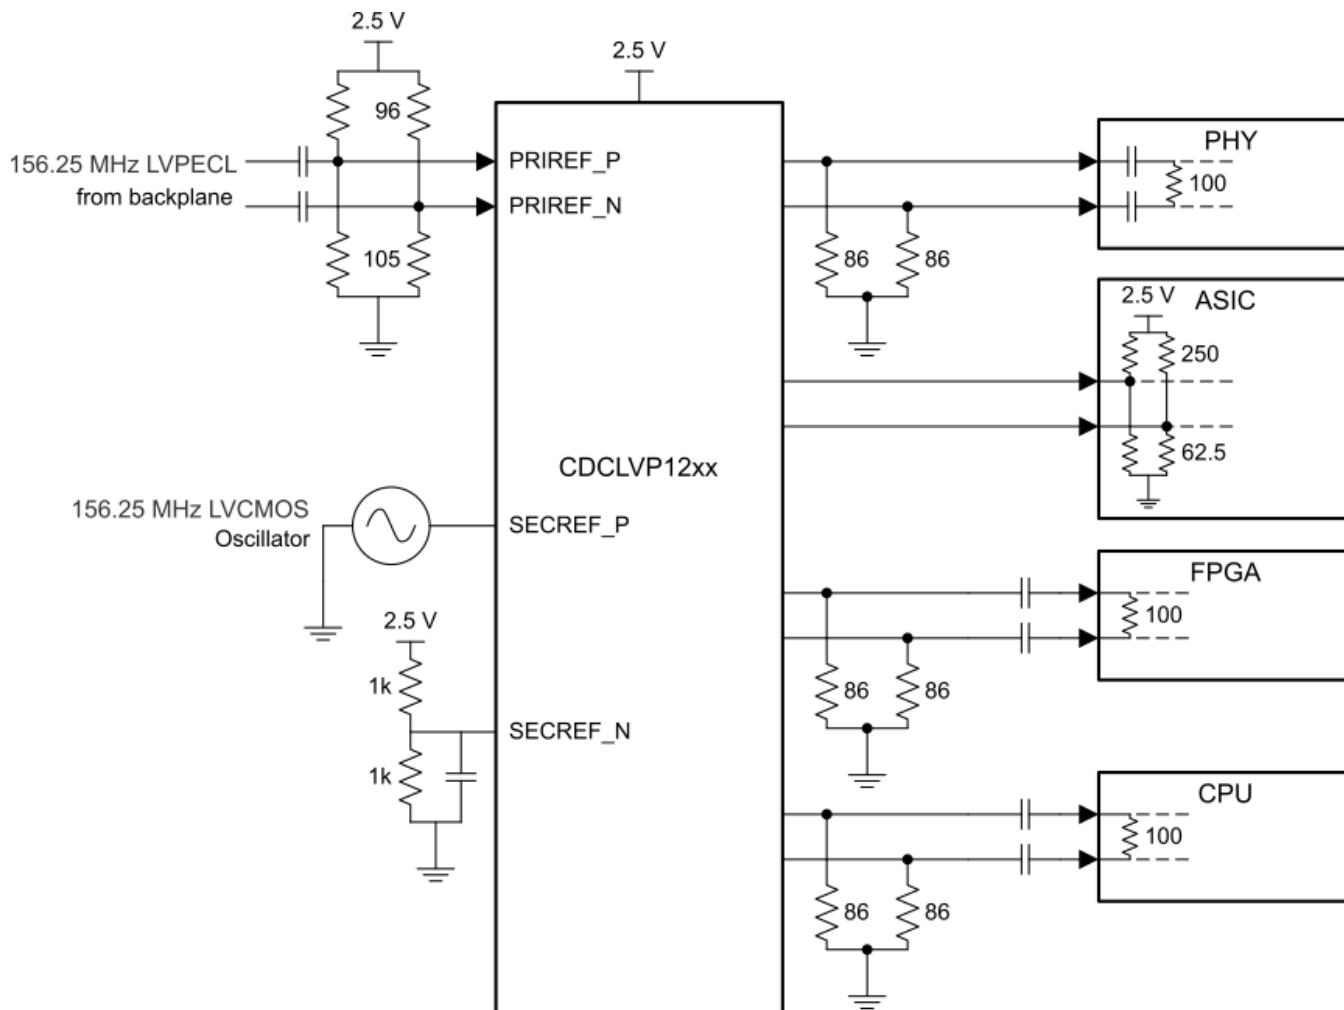 2.5 V
2.5 V
96
156.25 MHz LVPECL
from backplane
PRIREF_P
PRIREF_N
105
PHY
100
86
86
2.5 V
ASIC
250
62.5
CDCLVP12xx
156.25 MHz LVCMOS
Oscillator
SECREF_P
FPGA
100
2.5 V
1k
SECREF_N
1k
86
86
CPU
100
86
86